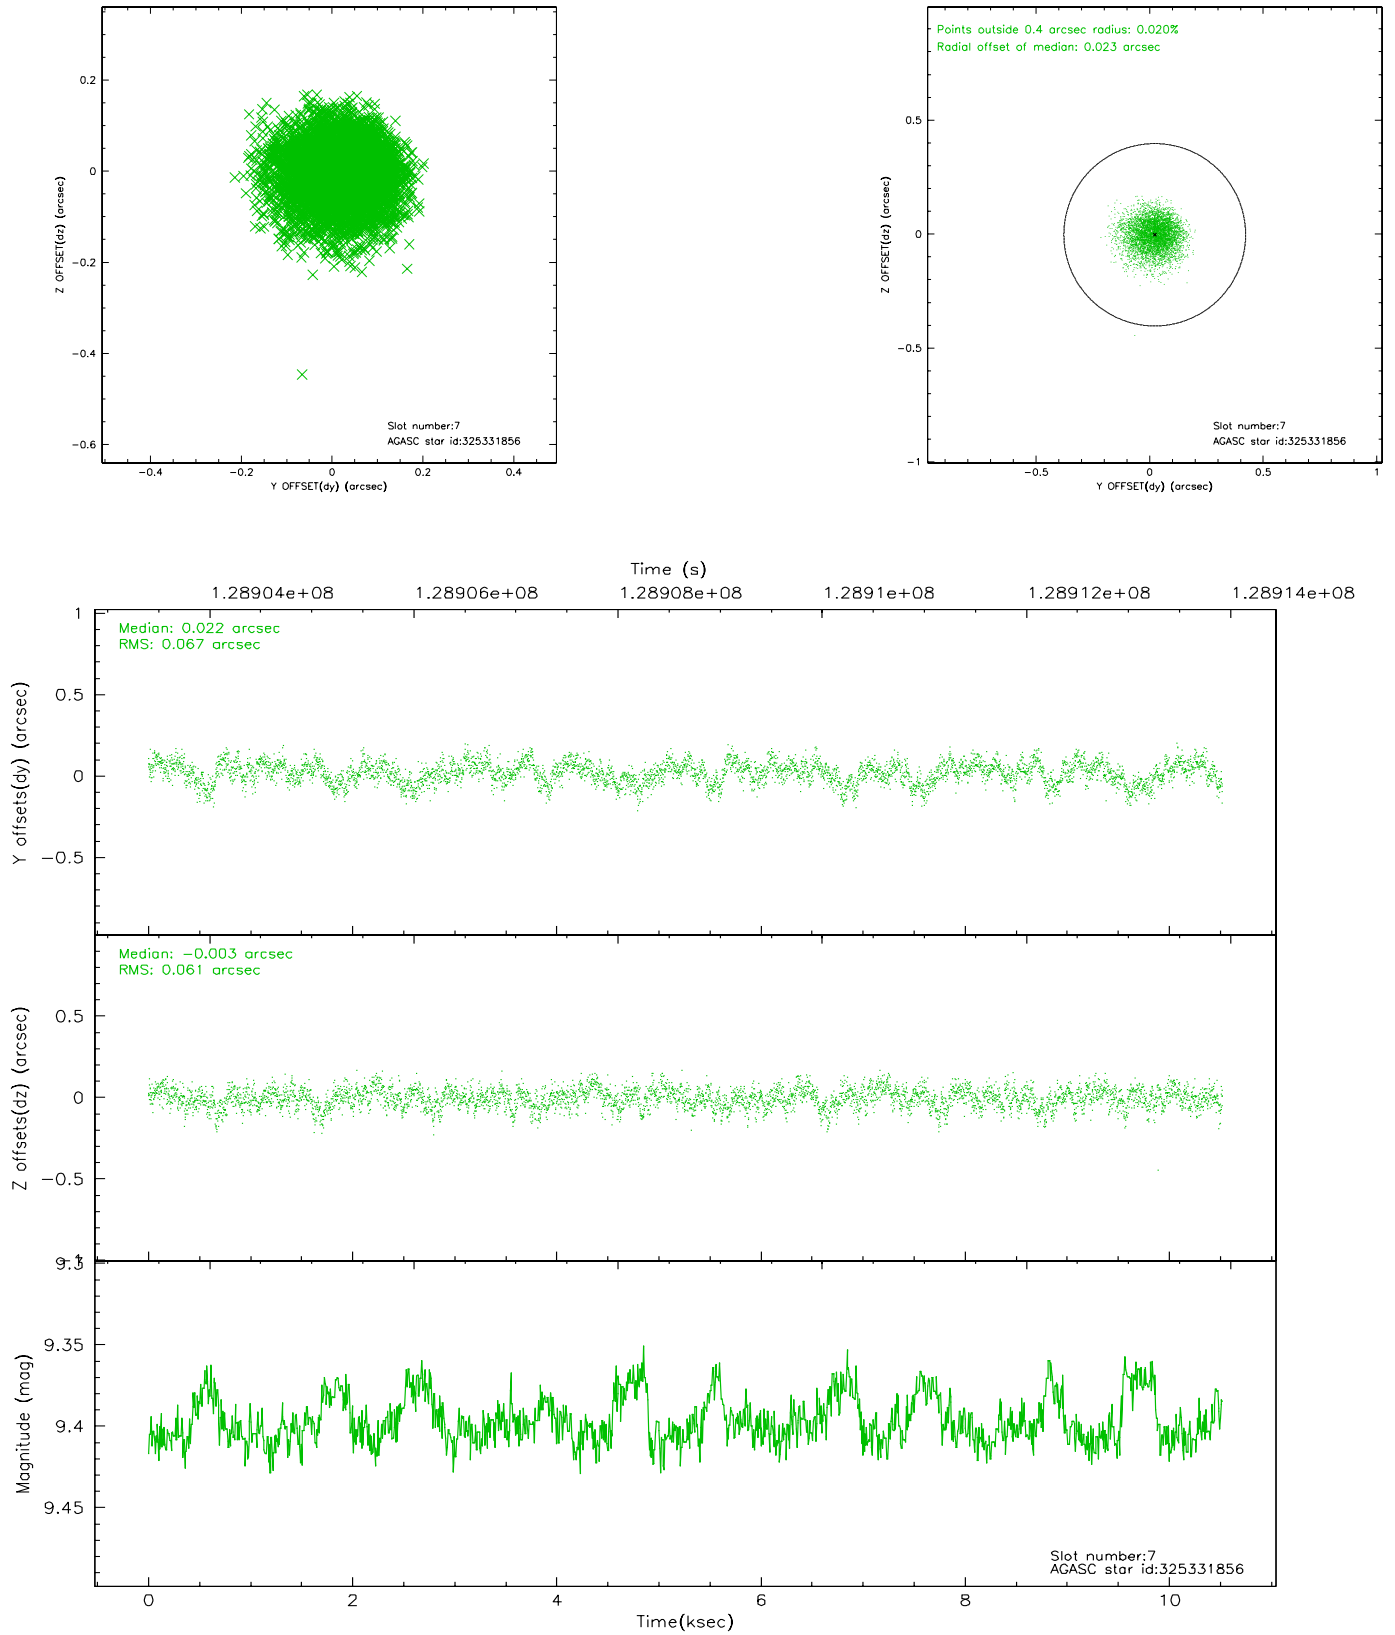 0.2
0
-0.2
-0.4
-0.6
Z OFFSET(dz) (arcsec)
-0.4 -0.2 0 0.2 0.4
Y OFFSET(dy) (arcsec)
Slot number:7
AGASC star id:325331856
Points outside 0.4 arcsec radius: 0.020%
Radial offset of median: 0.023 arcsec
0.5
0
-0.5
-1
Z OFFSET(dz) (arcsec)
-0.5 0 0.5 1
Y OFFSET(dy) (arcsec)
Slot number:7
AGASC star id:325331856
Time (s)
1.28904e+08 1.28906e+08 1.28908e+08 1.2891e+08 1.28912e+08 1.28914e+08
Median: 0.022 arcsec
RMS: 0.067 arcsec
1
0.5
0
-0.5
Y offsets(dy) (arcsec)
Median: -0.003 arcsec
RMS: 0.061 arcsec
0.5
0
-0.5
-1
Z offsets(dz) (arcsec)
9.3
9.35
9.4
9.45
Magnitude (mag)
Slot number:7
AGASC star id:325331856
0 2 4 6 8 10
Time(ksec)